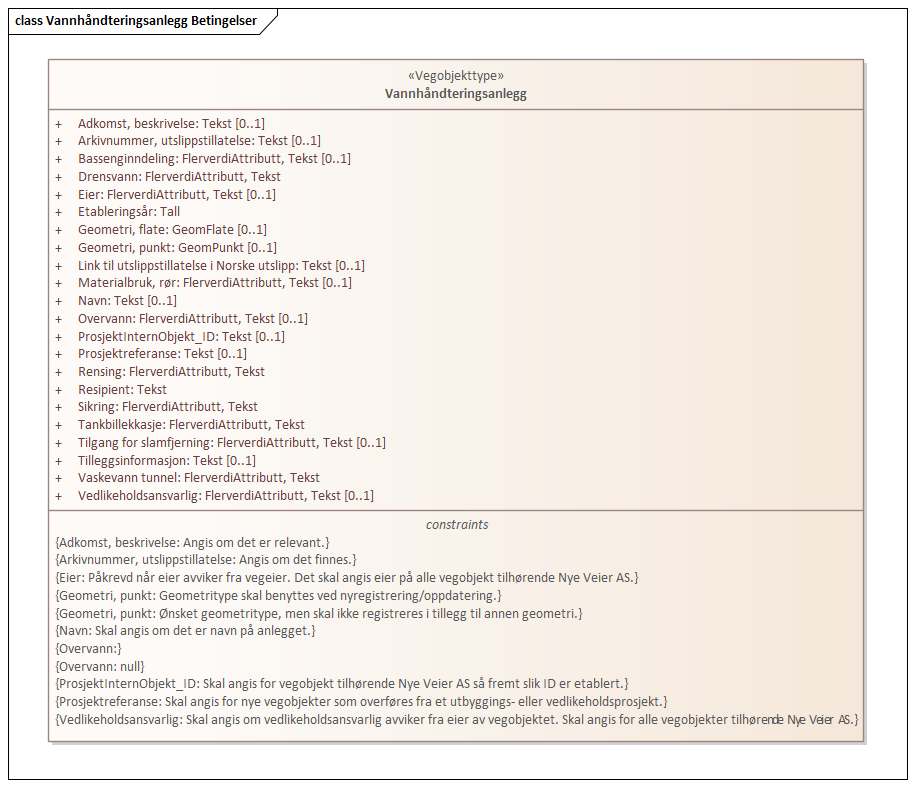 class Vannhåndteringsanlegg Betingelser
«Vegobjekttype»
Vannhåndteringsanlegg
+ Adkomst, beskrivelse: Tekst [0..1]
+ Arkivnummer, utslippstillatelse: Tekst [0..1]
+ Bassenginndeling: FlerverdiAttributt, Tekst [0..1]
+ Drensvann: FlerverdiAttributt, Tekst
+ Eier: FlerverdiAttributt, Tekst [0..1]
+ Etableringsår: Tall
+ Geometri, flate: GeomFlate [0..1]
+ Geometri, punkt: GeomPunkt [0..1]
+ Link til utslippstillatelse i Norske utslipp: Tekst [0..1]
+ Materialbruk, rør: FlerverdiAttributt, Tekst [0..1]
+ Navn: Tekst [0..1]
+ Overvann: FlerverdiAttributt, Tekst [0..1]
+ ProsjektInternObjekt_ID: Tekst [0..1]
+ Prosjektreferanse: Tekst [0..1]
+ Rensing: FlerverdiAttributt, Tekst
+ Resipient: Tekst
+ Sikring: FlerverdiAttributt, Tekst
+ Tankbillekkasje: FlerverdiAttributt, Tekst
+ Tilgang for slamfjerning: FlerverdiAttributt, Tekst [0..1]
+ Tilleggsinformasjon: Tekst [0..1]
+ Vaskevann tunnel: FlerverdiAttributt, Tekst
+ Vedlikeholdsansvarlig: FlerverdiAttributt, Tekst [0..1]
constraints
{Adkomst, beskrivelse: Angis om det er relevant.}
{Arkivnummer, utslippstillatelse: Angis om det finnes.}
{Eier: Påkrevd når eier avviker fra vegeier. Det skal angis eier på alle vegobjekt tilhørende Nye Veier AS.}
{Geometri, punkt: Geometritype skal benyttes ved nyregistrering/oppdatering.}
{Geometri, punkt: Ønsket geometritype, men skal ikke registreres i tillegg til annen geometri.}
{Navn: Skal angis om det er navn på anlegget.}
{Overvann:}
{Overvann: null}
{ProsjektInternObjekt_ID: Skal angis for vegobjekt tilhørende Nye Veier AS så fremt slik ID er etablert.}
{Prosjektreferanse: Skal angis for nye vegobjekter som overføres fra et utbyggings- eller vedlikeholdsprosjekt.}
{Vedlikeholdsansvarlig: Skal angis om vedlikeholdsansvarlig avviker fra eier av vegobjektet. Skal angis for alle vegobjekter tilhørende Nye Veier AS.}